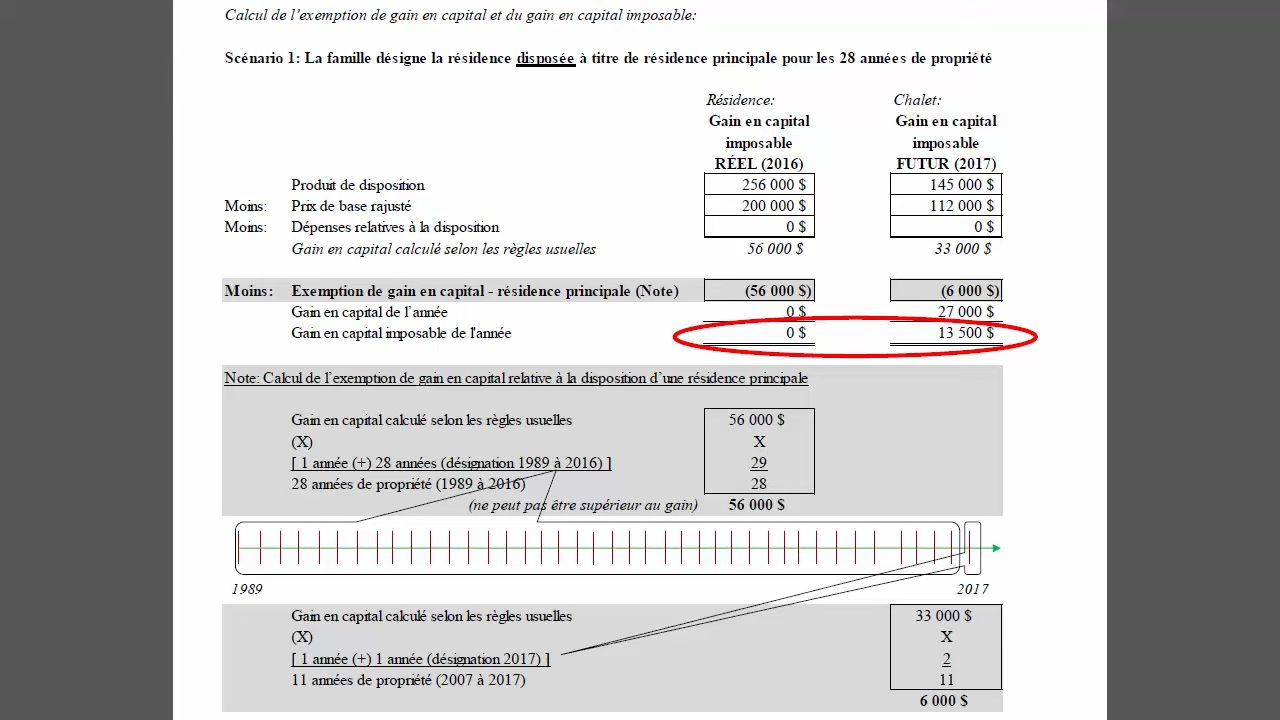 Calcul de l’exemption de gain en capital et du gain en capital imposable:
Scénario 1: La famille désigne la résidence disposée à titre de résidence principale pour les 28 années de propriété
Résidence: Chalet:
Gain en capital Gain en capital
imposable imposable
RÉEL (2016) FUTUR (2017)
Produit de disposition 256 000 $ 145 000 $
Moins: Prix de base rajusté 200 000 $ 112 000 $
Moins: Dépenses relatives à la disposition 0 $ 0 $
Gain en capital calculé selon les règles usuelles 56 000 $ 33 000 $
Moins: Exemption de gain en capital - résidence principale (Note) (56 000 $) (6 000 $)
Gain en capital de l’année 0 $ 27 000 $
Gain en capital imposable de l'année 0 $ 13 500 $
Note: Calcul de l’exemption de gain en capital relative à la disposition d’une résidence principale
Gain en capital calculé selon les règles usuelles 56 000 $
(X) X
[ 1 année (+) 28 années (désignation 1989 à 2016) ] 29
28 années de propriété (1989 à 2016) 28
(ne peut pas être supérieur au gain) 56 000 $
1989 2017
Gain en capital calculé selon les règles usuelles 33 000 $
(X) X
[ 1 année (+) 1 année (désignation 2017) ] 2
11 années de propriété (2007 à 2017) 11
6 000 $